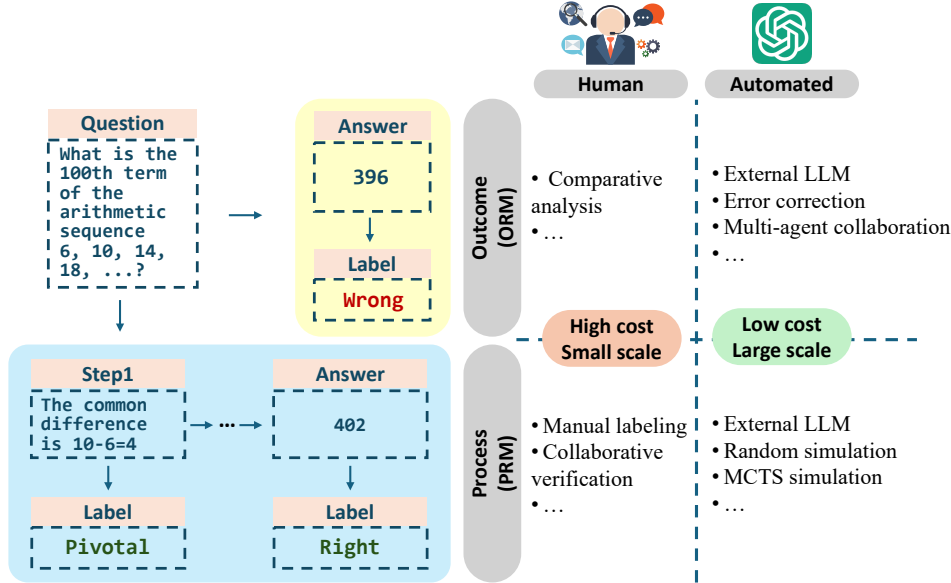 Human
Automated
Question
What is the
100th term
of the
arithmetic
sequence
6, 10, 14,
18, ...?
Answer
396
Label
Wrong
Outcome
(ORM)
• Comparative
analysis
• …
• External LLM
• Error correction
• Multi-agent collaboration
• …
High cost
Small scale
Low cost
Large scale
Step1
The common
difference
is 10-6=4
...
Answer
402
Label
Pivotal
Label
Right
Process
(PRM)
• Manual labeling
• Collaborative
verification
• …
• External LLM
• Random simulation
• MCTS simulation
• …